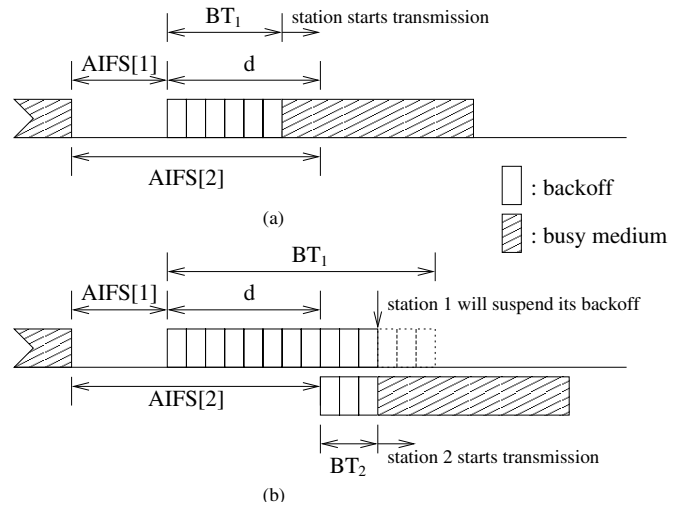 BT1 station starts transmission
AIFS[1] d
AIFS[2]
(a)
: backoff
: busy medium
BT1
AIFS[1] d station 1 will suspend its backoff
AIFS[2]
BT2 station 2 starts transmission
(b)